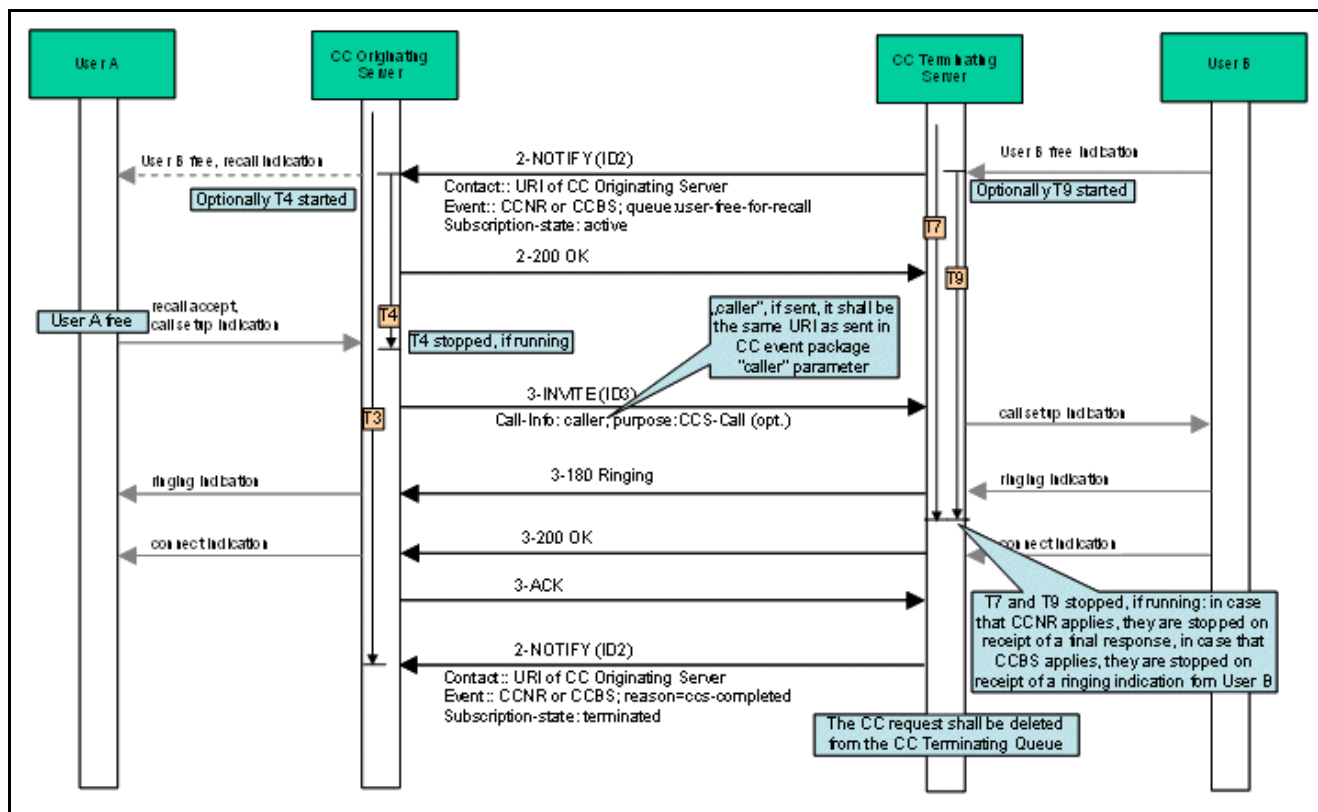 User A
CC Originating
Server
CC Terminating
Server
User B
User B free, recall indication
2-NOTIFY (ID2)
User B free indication
Optionally T4 started
Contact:: URI of CC Originating Server
Event:: CCNR or CCBS; queue:user-free-for-recall
Subscription-state: active
Optionally T9 started
T7
2-200 OK
T9
User A free
recall accept,
call setup indication
T4
T4 stopped, if running
„caller", if sent, it shall be
the same URI as sent in
CC event package
"caller" parameter
3-INVITE (ID3)
T3
Call-Info: caller; purpose:CCS-Call (opt.)
call setup indication
ringing indication
3-180 Ringing
ringing indication
connect indication
3-200 OK
connect indication
3-ACK
T7 and T9 stopped, if running: in case
that CCNR applies, they are stopped on
receipt of a final response, in case that
CCBS applies, they are stopped on
receipt of a ringing indication forn User B
2-NOTIFY (ID2)
Contact:: URI of CC Originating Server
Event:: CCNR or CCBS; reason=ccs-completed
Subscription-state: terminated
The CC request shall be deleted
from the CC Terminating Queue